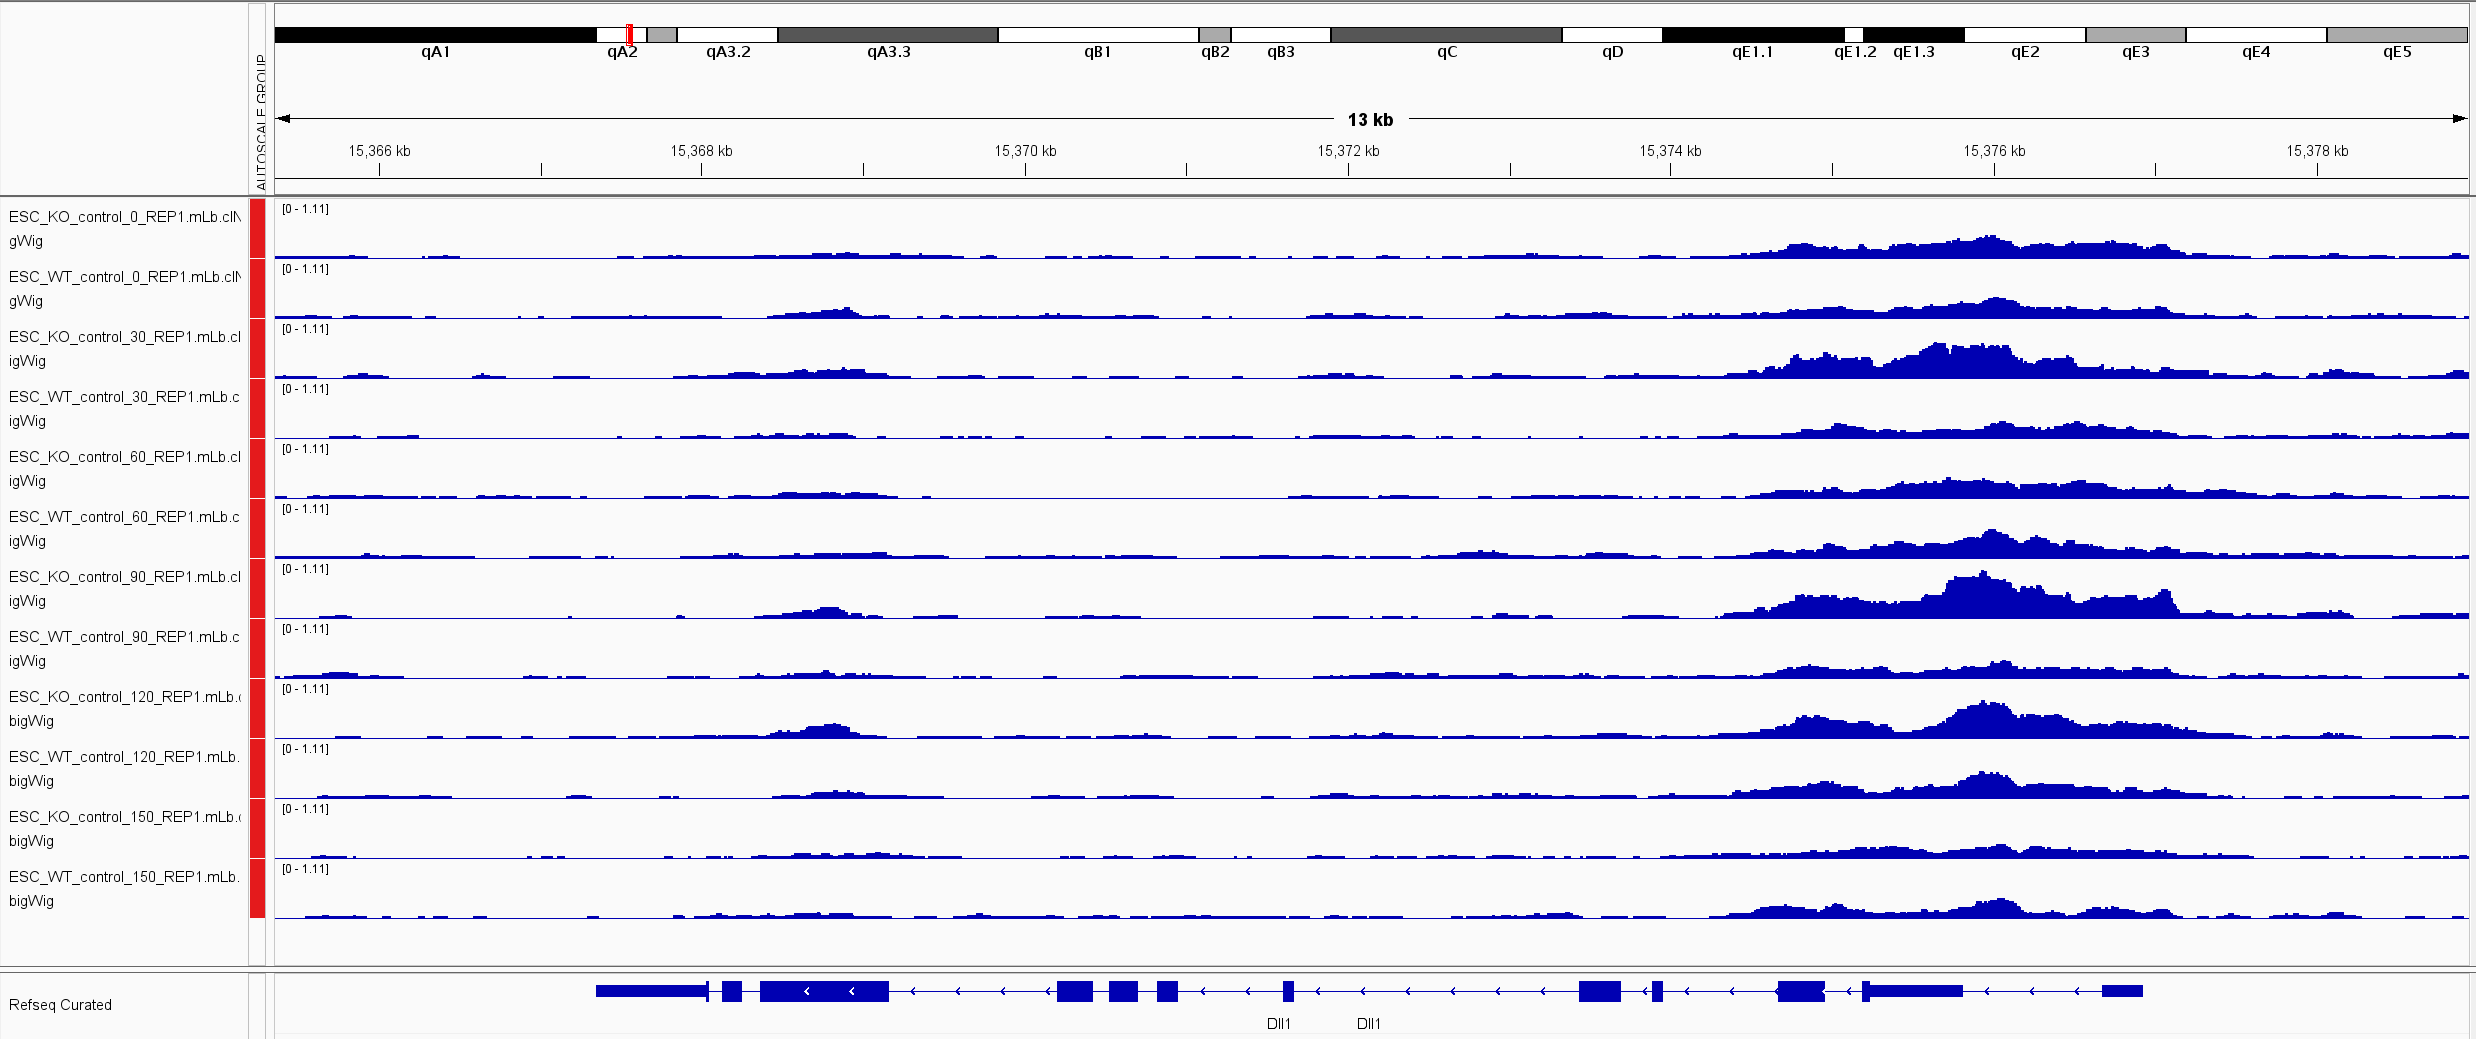 qA1 qA2 qA3.2 qA3.3 qB1 qB2 qB3 qC qD qE1.1 qE1.2 qE1.3 qE2 qE3 qE4 qE5
AUTOSCALE GROUP
13 kb
15,366 kb 15,368 kb 15,370 kb 15,372 kb 15,374 kb 15,376 kb 15,378 kb
[0 - 1.11]
ESC_KO_control_0_REP1.mLb.clN
gWig
[0 - 1.11]
ESC_WT_control_0_REP1.mLb.clN
gWig
[0 - 1.11]
ESC_KO_control_30_REP1.mLb.cl
igWig
[0 - 1.11]
ESC_WT_control_30_REP1.mLb.c
igWig
[0 - 1.11]
ESC_KO_control_60_REP1.mLb.cl
igWig
[0 - 1.11]
ESC_WT_control_60_REP1.mLb.c
igWig
[0 - 1.11]
ESC_KO_control_90_REP1.mLb.cl
igWig
[0 - 1.11]
ESC_WT_control_90_REP1.mLb.c
igWig
[0 - 1.11]
ESC_KO_control_120_REP1.mLb.c
bigWig
[0 - 1.11]
ESC_WT_control_120_REP1.mLb.
bigWig
[0 - 1.11]
ESC_KO_control_150_REP1.mLb.c
bigWig
[0 - 1.11]
ESC_WT_control_150_REP1.mLb.
bigWig
Refseq Curated
Dll1 Dll1